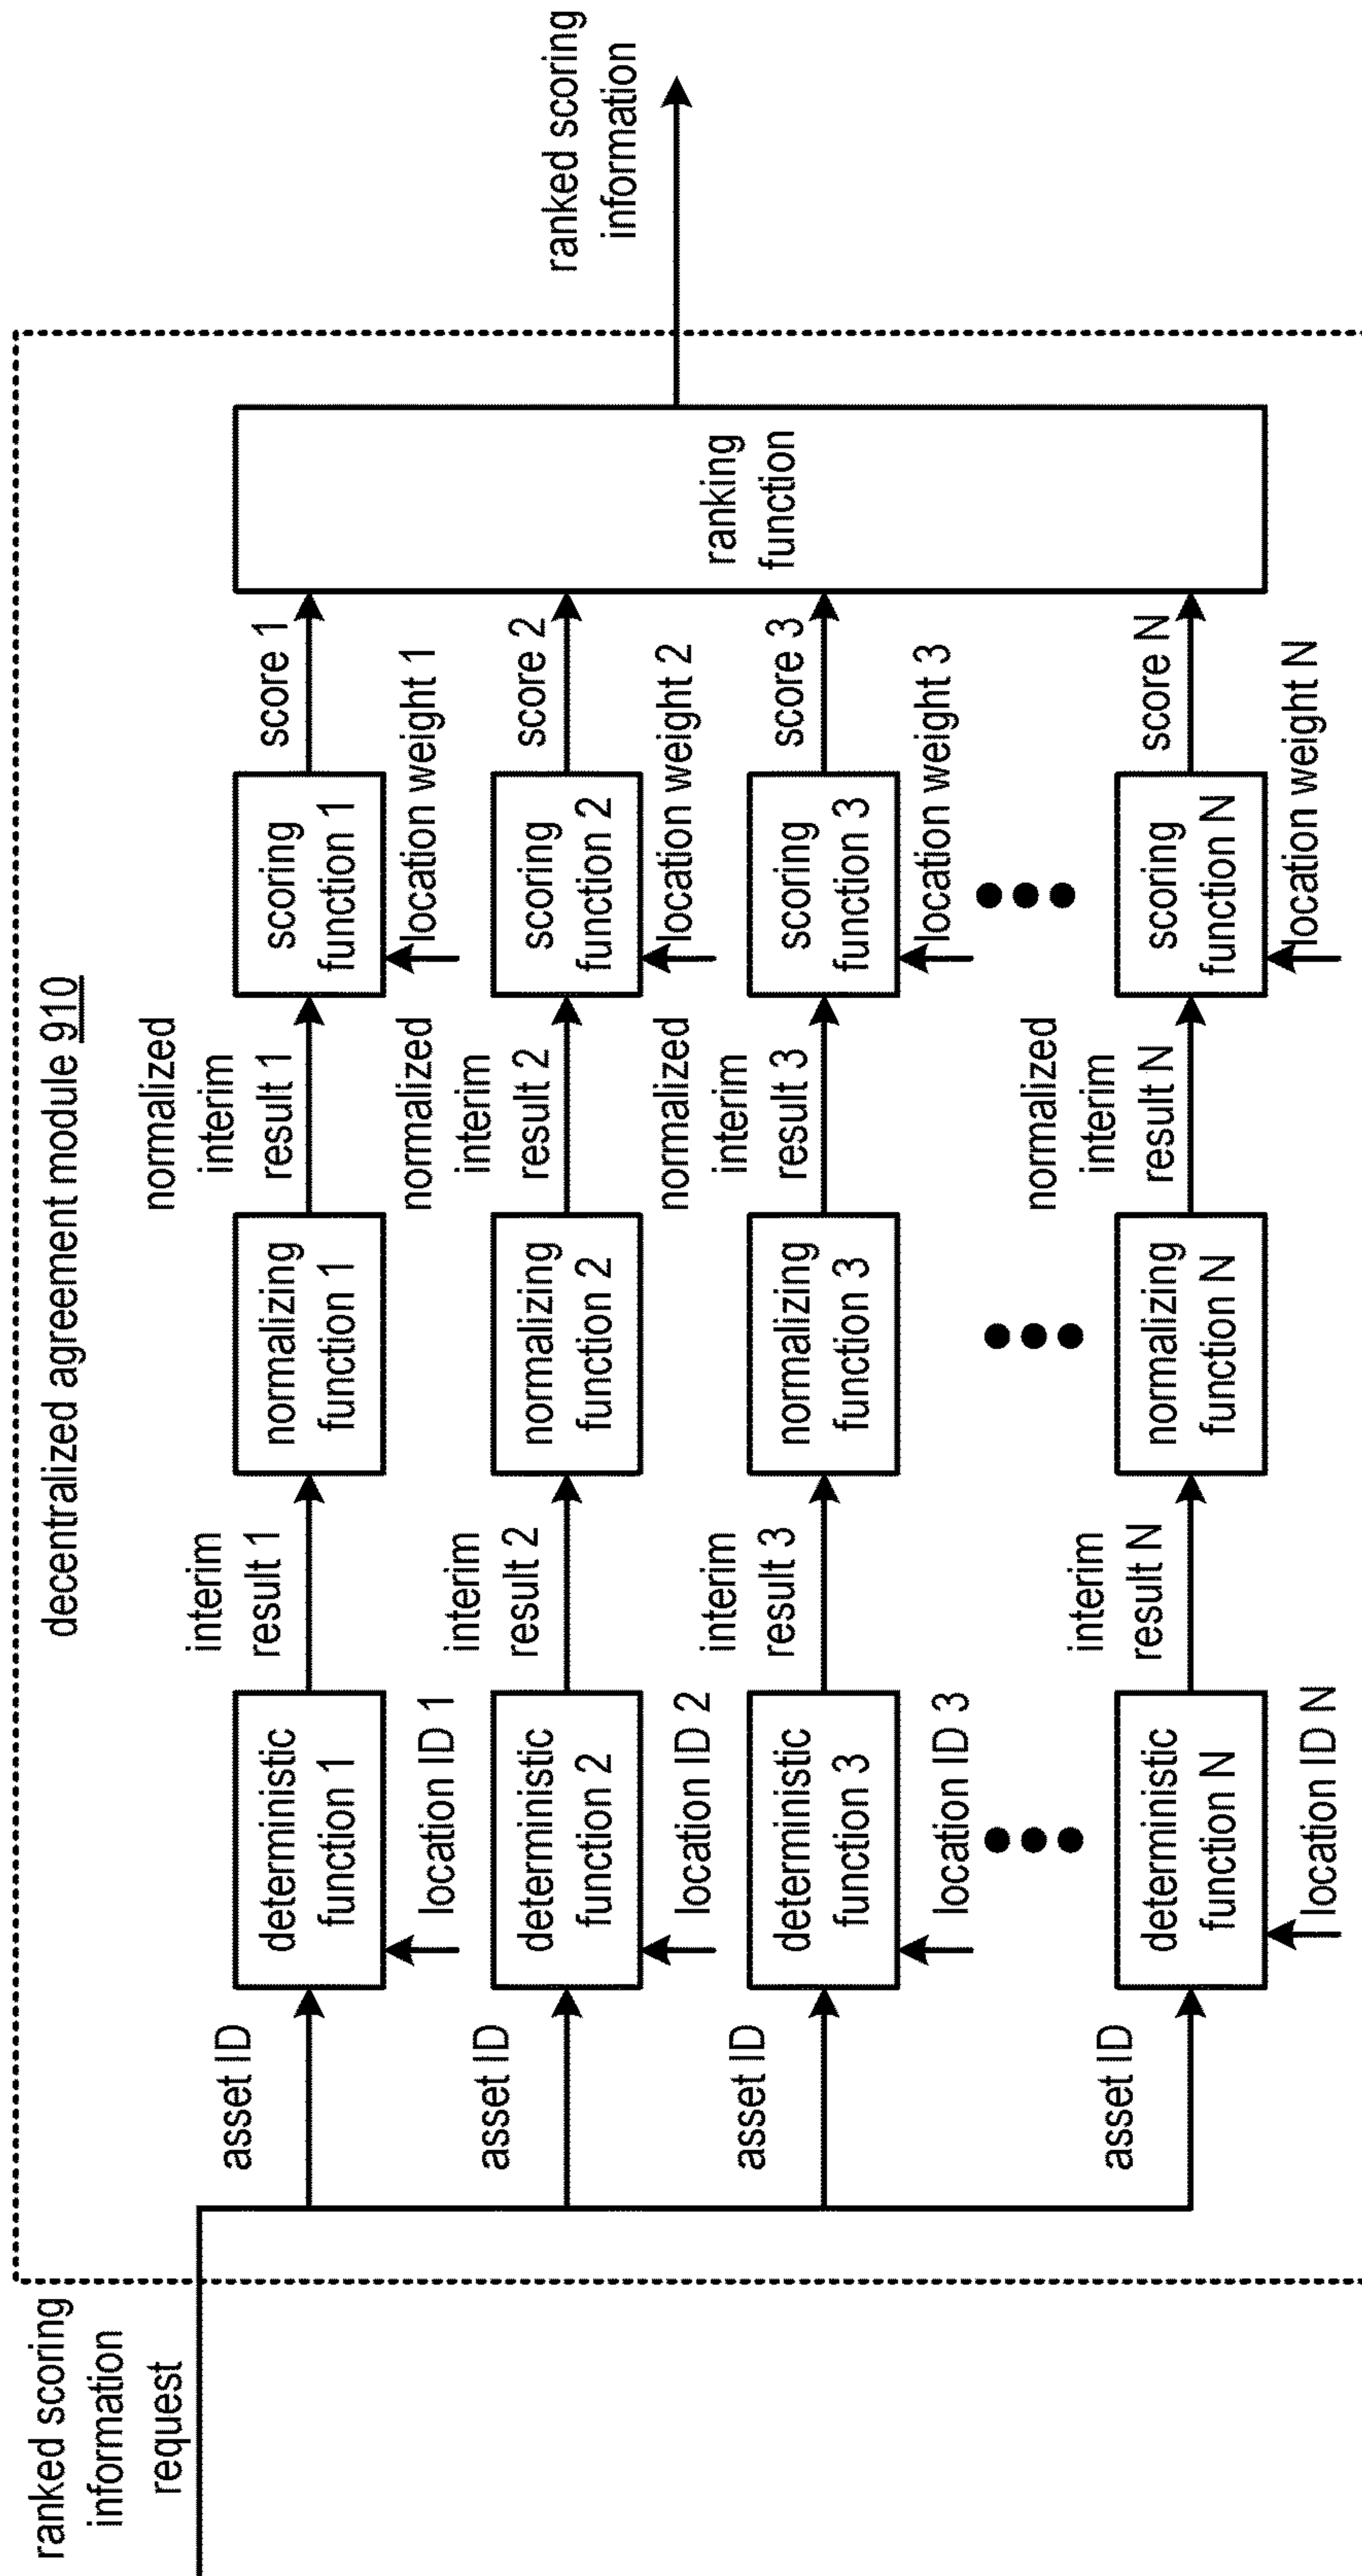 decentralized agreement module 910
ranked scoring
information
request
asset ID
deterministic
function 1
location ID 1
interim
result 1
normalizing
function 1
normalized
interim
result 1
scoring
function 1
location weight 1
score 1
asset ID
deterministic
function 2
location ID 2
interim
result 2
normalizing
function 2
normalized
interim
result 2
scoring
function 2
location weight 2
score 2
asset ID
deterministic
function 3
location ID 3
interim
result 3
normalizing
function 3
normalized
interim
result 3
scoring
function 3
location weight 3
score 3
asset ID
deterministic
function N
location ID N
interim
result N
normalizing
function N
normalized
interim
result N
scoring
function N
location weight N
score N
ranking
function
ranked scoring
information